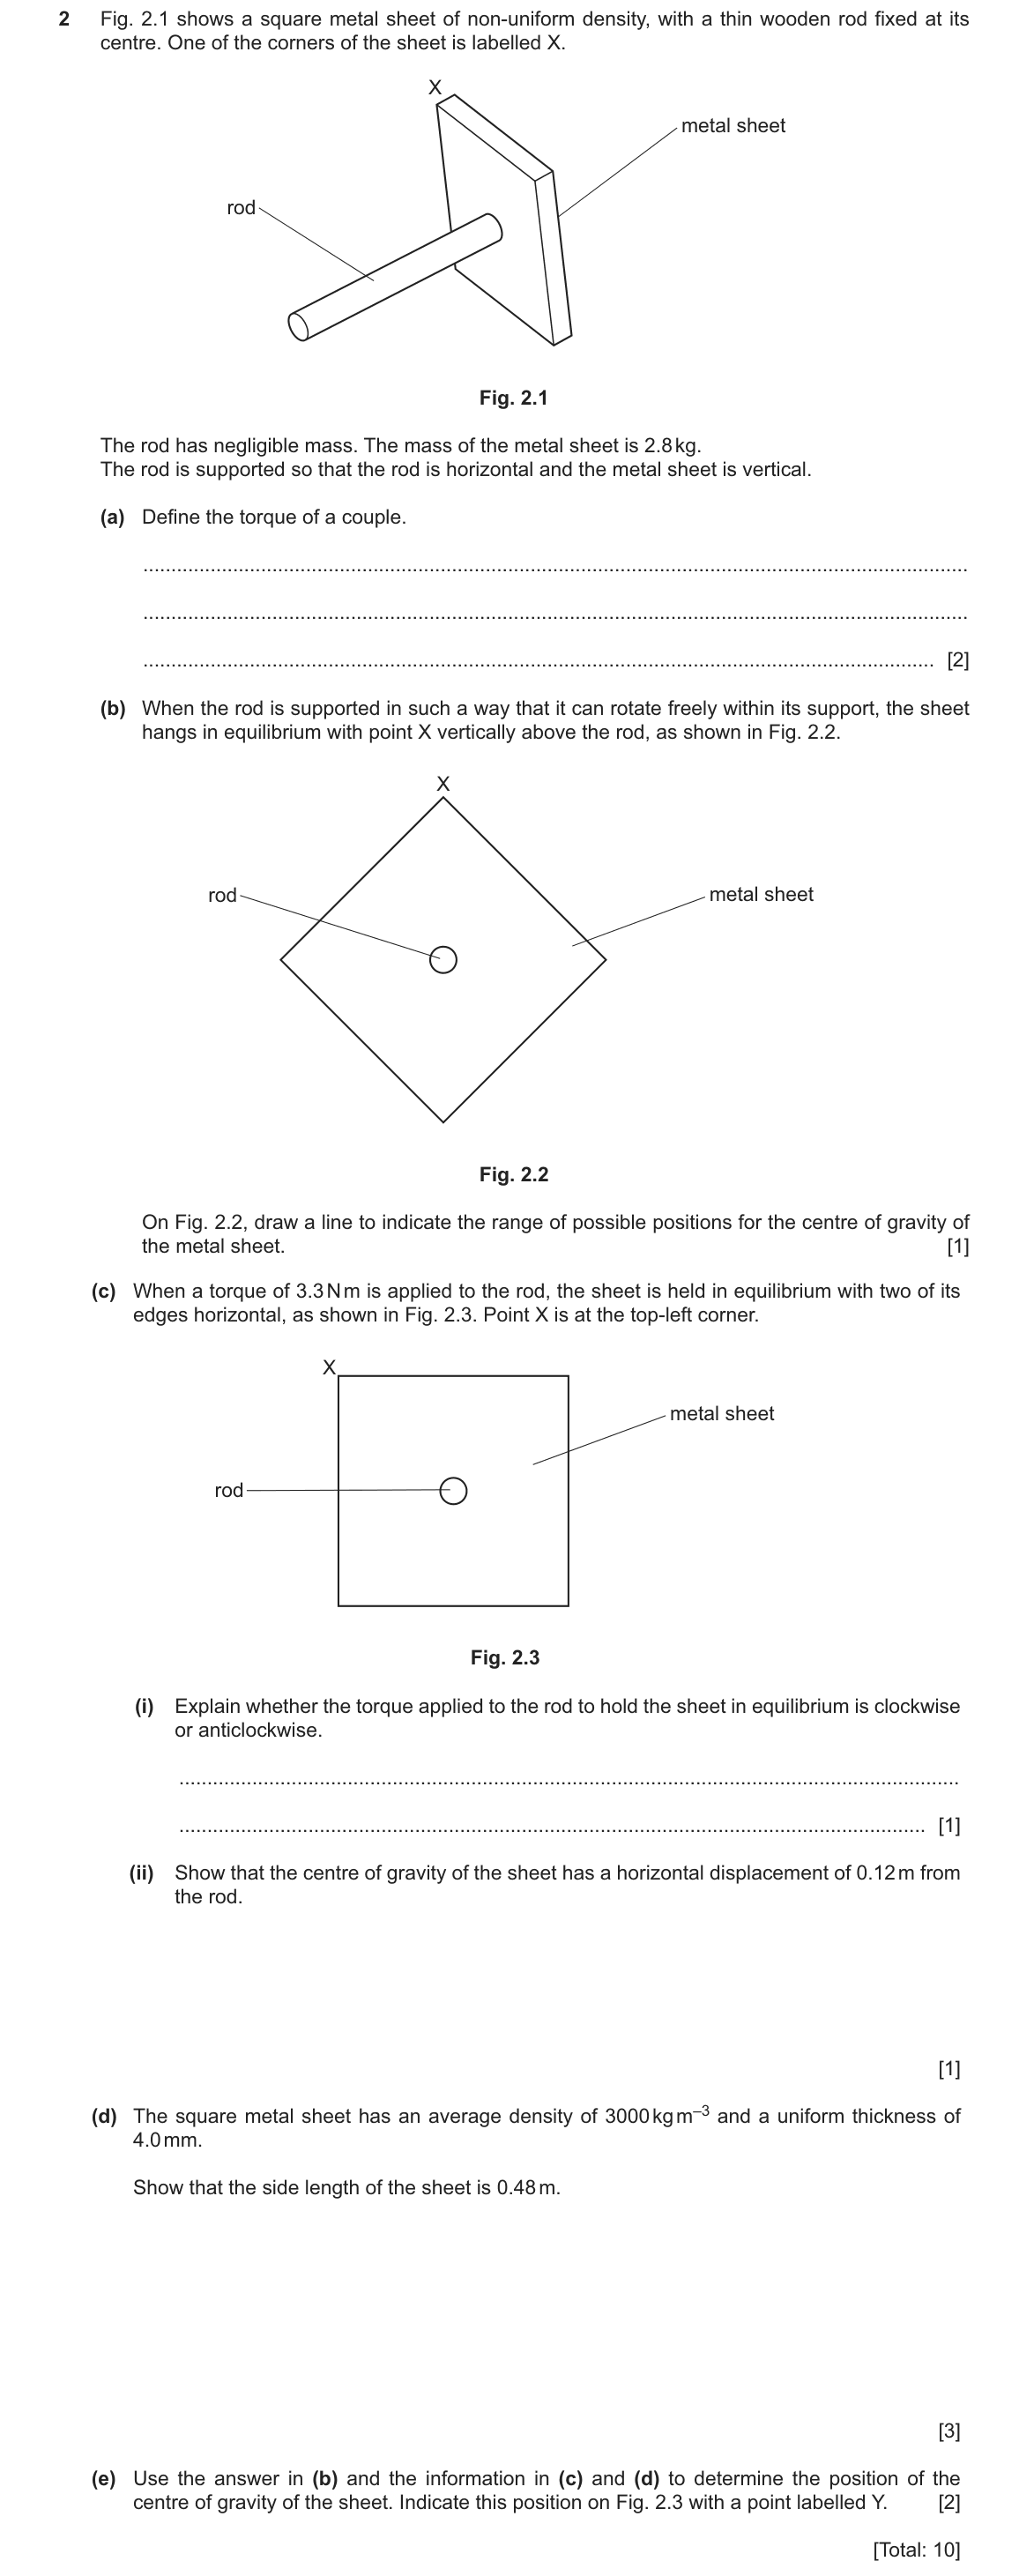 2 Fig. 2.1 shows a square metal sheet of non-uniform density, with a thin wooden rod fixed at its
centre. One of the corners of the sheet is labelled X.
X
metal sheet
rod
Fig. 2.1
The rod has negligible mass. The mass of the metal sheet is 2.8 kg.
The rod is supported so that the rod is horizontal and the metal sheet is vertical.
(a) Define the torque of a couple.
[2]
(b) When the rod is supported in such a way that it can rotate freely within its support, the sheet
hangs in equilibrium with point X vertically above the rod, as shown in Fig. 2.2.
X
rod
metal sheet
Fig. 2.2
On Fig. 2.2, draw a line to indicate the range of possible positions for the centre of gravity of
the metal sheet. [1]
(c) When a torque of 3.3 N m is applied to the rod, the sheet is held in equilibrium with two of its
edges horizontal, as shown in Fig. 2.3. Point X is at the top-left corner.
X
metal sheet
rod
Fig. 2.3
(i) Explain whether the torque applied to the rod to hold the sheet in equilibrium is clockwise
or anticlockwise.
[1]
(ii) Show that the centre of gravity of the sheet has a horizontal displacement of 0.12 m from
the rod.
[1]
(d) The square metal sheet has an average density of 3000 kg m⁻³ and a uniform thickness of
4.0 mm.
Show that the side length of the sheet is 0.48 m.
[3]
(e) Use the answer in (b) and the information in (c) and (d) to determine the position of the
centre of gravity of the sheet. Indicate this position on Fig. 2.3 with a point labelled Y. [2]
[Total: 10]